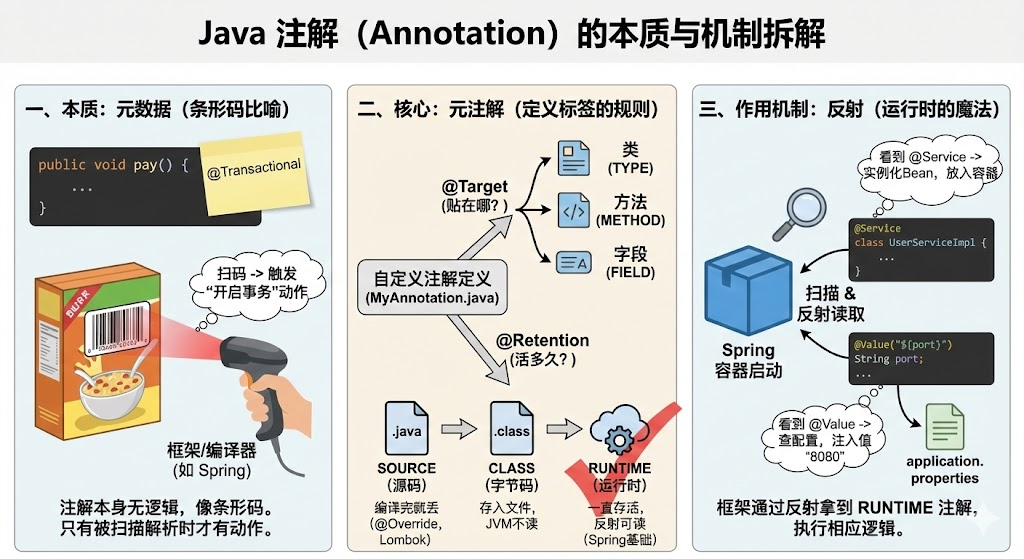 Java 注解（Annotation）的本质与机制拆解
一、本质：元数据（条形码比喻）
public void pay() {
...
}
@Transactional
扫码 -> 触发
“开启事务”动作
框架/编译器
(如 Spring)
注解本身无逻辑，像条形码。
只有被扫描解析时才有动作。
二、核心：元注解（定义标签的规则）
@Target
(贴在哪？)
类
(TYPE)
方法
(METHOD)
字段
(FIELD)
自定义注解定义
(MyAnnotation.java)
@Retention
(活多久？)
.java
.class
SOURCE
(源码)
编译完就丢
(@Override,
Lombok)
CLASS
(字节码)
存入文件，
JVM不读
RUNTIME
(运行时)
一直存活，
反射可读
(Spring基础)
三、作用机制：反射（运行时的魔法）
看到 @Service ->
实例化Bean，放入容器
@Service
class UserServiceImpl {
...
}
扫描 &
反射读取
Spring
容器启动
@Value("${port}")
String port;
...
看到 @Value ->
查配置，注入值
“8080”
application.
properties
框架通过反射拿到 RUNTIME 注解，
执行相应逻辑。